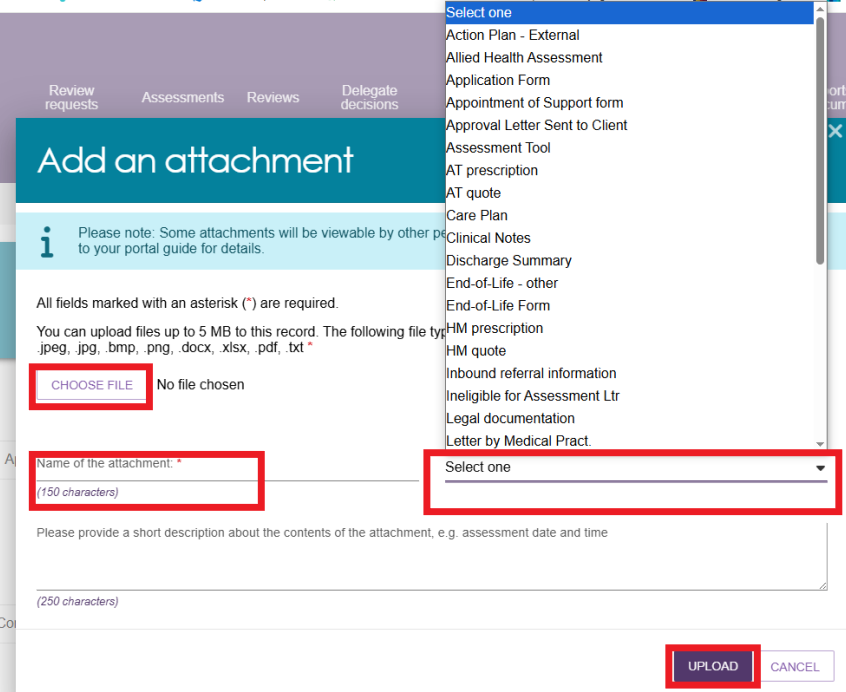 Review
requests
Assessments
Reviews
Delegate
decisions
Add an attachment
Please note: Some attachments will be viewable by other
to your portal guide for details.
All fields marked with an asterisk (*) are required.
You can upload files up to 5 MB to this record. The following file
.jpeg, .jpg, .bmp, .png, .docx, .xlsx, .pdf, .txt *
CHOOSE FILE No file chosen
Select one
Action Plan - External
Allied Health Assessment
Application Form
Appointment of Support form
Approval Letter Sent to Client
Assessment Tool
AT prescription
AT quote
Care Plan
Clinical Notes
Discharge Summary
End-of-Life - other
End-of-Life Form
HM prescription
HM quote
Inbound referral information
Ineligible for Assessment Ltr
Legal documentation
Letter by Medical Pract.
Name of the attachment: *
(150 characters)
Select one
Please provide a short description about the contents of the attachment, e.g. assessment date and time
(250 characters)
UPLOAD
CANCEL